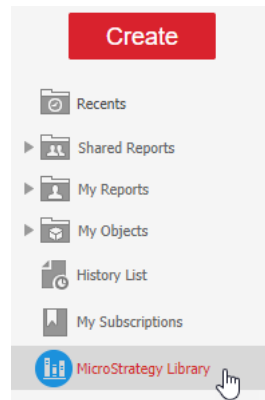 Create
Recents
Shared Reports
My Reports
My Objects
History List
My Subscriptions
MicroStrategy Library